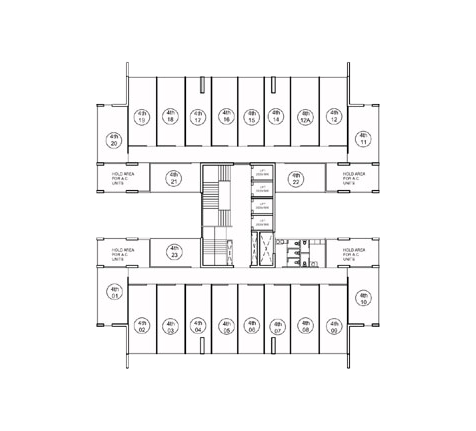 4th
19
4th
18
4th
17
4th
16
4th
15
4th
14
4th
12A
4th
12
4th
20
4th
11
HOLD AREA
FOR A.C
UNITS
4th
21
LIFT
4th
22
HOLD AREA
FOR A.C
UNITS
LIFT
LIFT
LIFT
HOLD AREA
FOR A.C
UNITS
4th
23
HOLD AREA
FOR A.C
UNITS
4th
01
4th
10
4th
02
4th
03
4th
04
4th
05
4th
06
4th
07
4th
08
4th
09